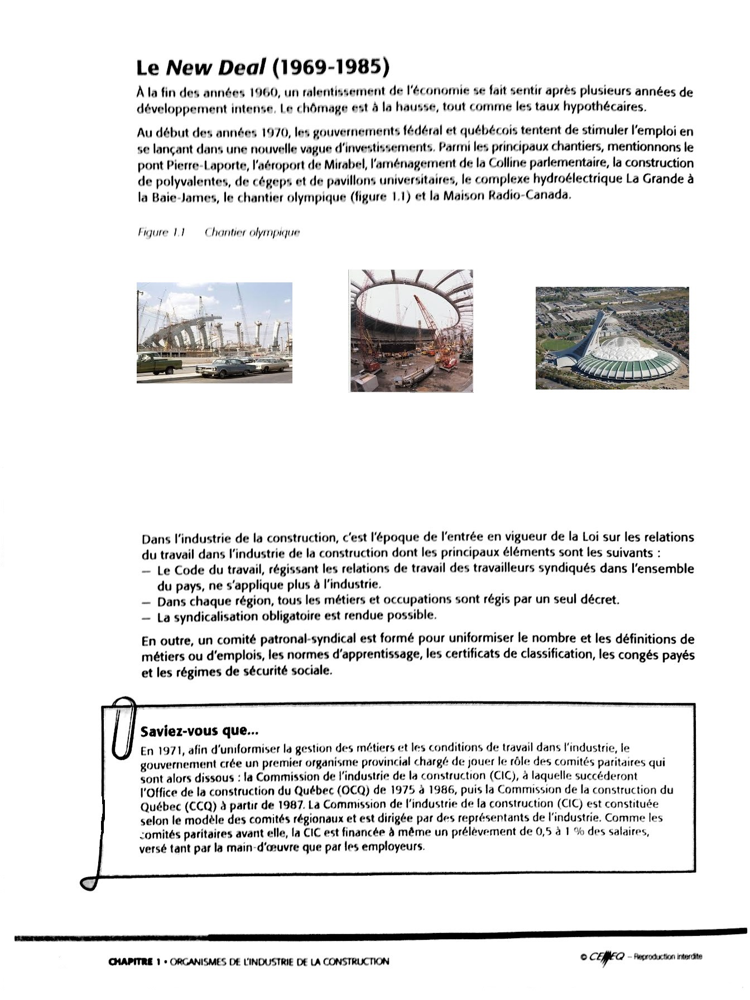 Le New Deal (1969-1985)
À la fin des années 1960, un ralentissement de l'économie se fait sentir après plusieurs années de
développement intense. Le chômage est à la hausse, tout comme les taux hypothécaires.
Au début des années 1970, les gouvernements fédéral et québécois tentent de stimuler l'emploi en
se lançant dans une nouvelle vague d'investissements. Parmi les principaux chantiers, mentionnons le
pont Pierre-Laporte, l'aéroport de Mirabel, l'aménagement de la Colline parlementaire, la construction
de polyvalentes, de cégeps et de pavillons universitaires, le complexe hydroélectrique La Grande à
la Baie-James, le chantier olympique (figure 1.1) et la Maison Radio-Canada.
Figure 1.1 Chantier olympique
Dans l'industrie de la construction, c'est l'époque de l'entrée en vigueur de la Loi sur les relations
du travail dans l'industrie de la construction dont les principaux éléments sont les suivants :
– Le Code du travail, régissant les relations de travail des travailleurs syndiqués dans l'ensemble
du pays, ne s'applique plus à l'industrie.
– Dans chaque région, tous les métiers et occupations sont régis par un seul décret.
– La syndicalisation obligatoire est rendue possible.
En outre, un comité patronal-syndical est formé pour uniformiser le nombre et les définitions de
métiers ou d'emplois, les normes d'apprentissage, les certificats de classification, les congés payés
et les régimes de sécurité sociale.
Saviez-vous que...
En 1971, afin d'uniformiser la gestion des métiers et les conditions de travail dans l'industrie, le
gouvernement crée un premier organisme provincial chargé de jouer le rôle des comités paritaires qui
sont alors dissous : la Commission de l'industrie de la construction (CIC), à laquelle succéderont
l'Office de la construction du Québec (OCQ) de 1975 à 1986, puis la Commission de la construction du
Québec (CCQ) à partir de 1987. La Commission de l'industrie de la construction (CIC) est constituée
selon le modèle des comités régionaux et est dirigée par des représentants de l'industrie. Comme les
comités paritaires avant elle, la CIC est financée à même un prélèvement de 0,5 à 1 % des salaires,
versé tant par la main-d'œuvre que par les employeurs.
CHAPITRE 1 • ORGANISMES DE L'INDUSTRIE DE LA CONSTRUCTION
© CEMEQ – Reproduction interdite